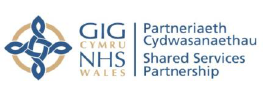 GIG
CYMRU
NHS
WALES
Partneriaeth
Cydwasanaethau
Shared Services
Partnership